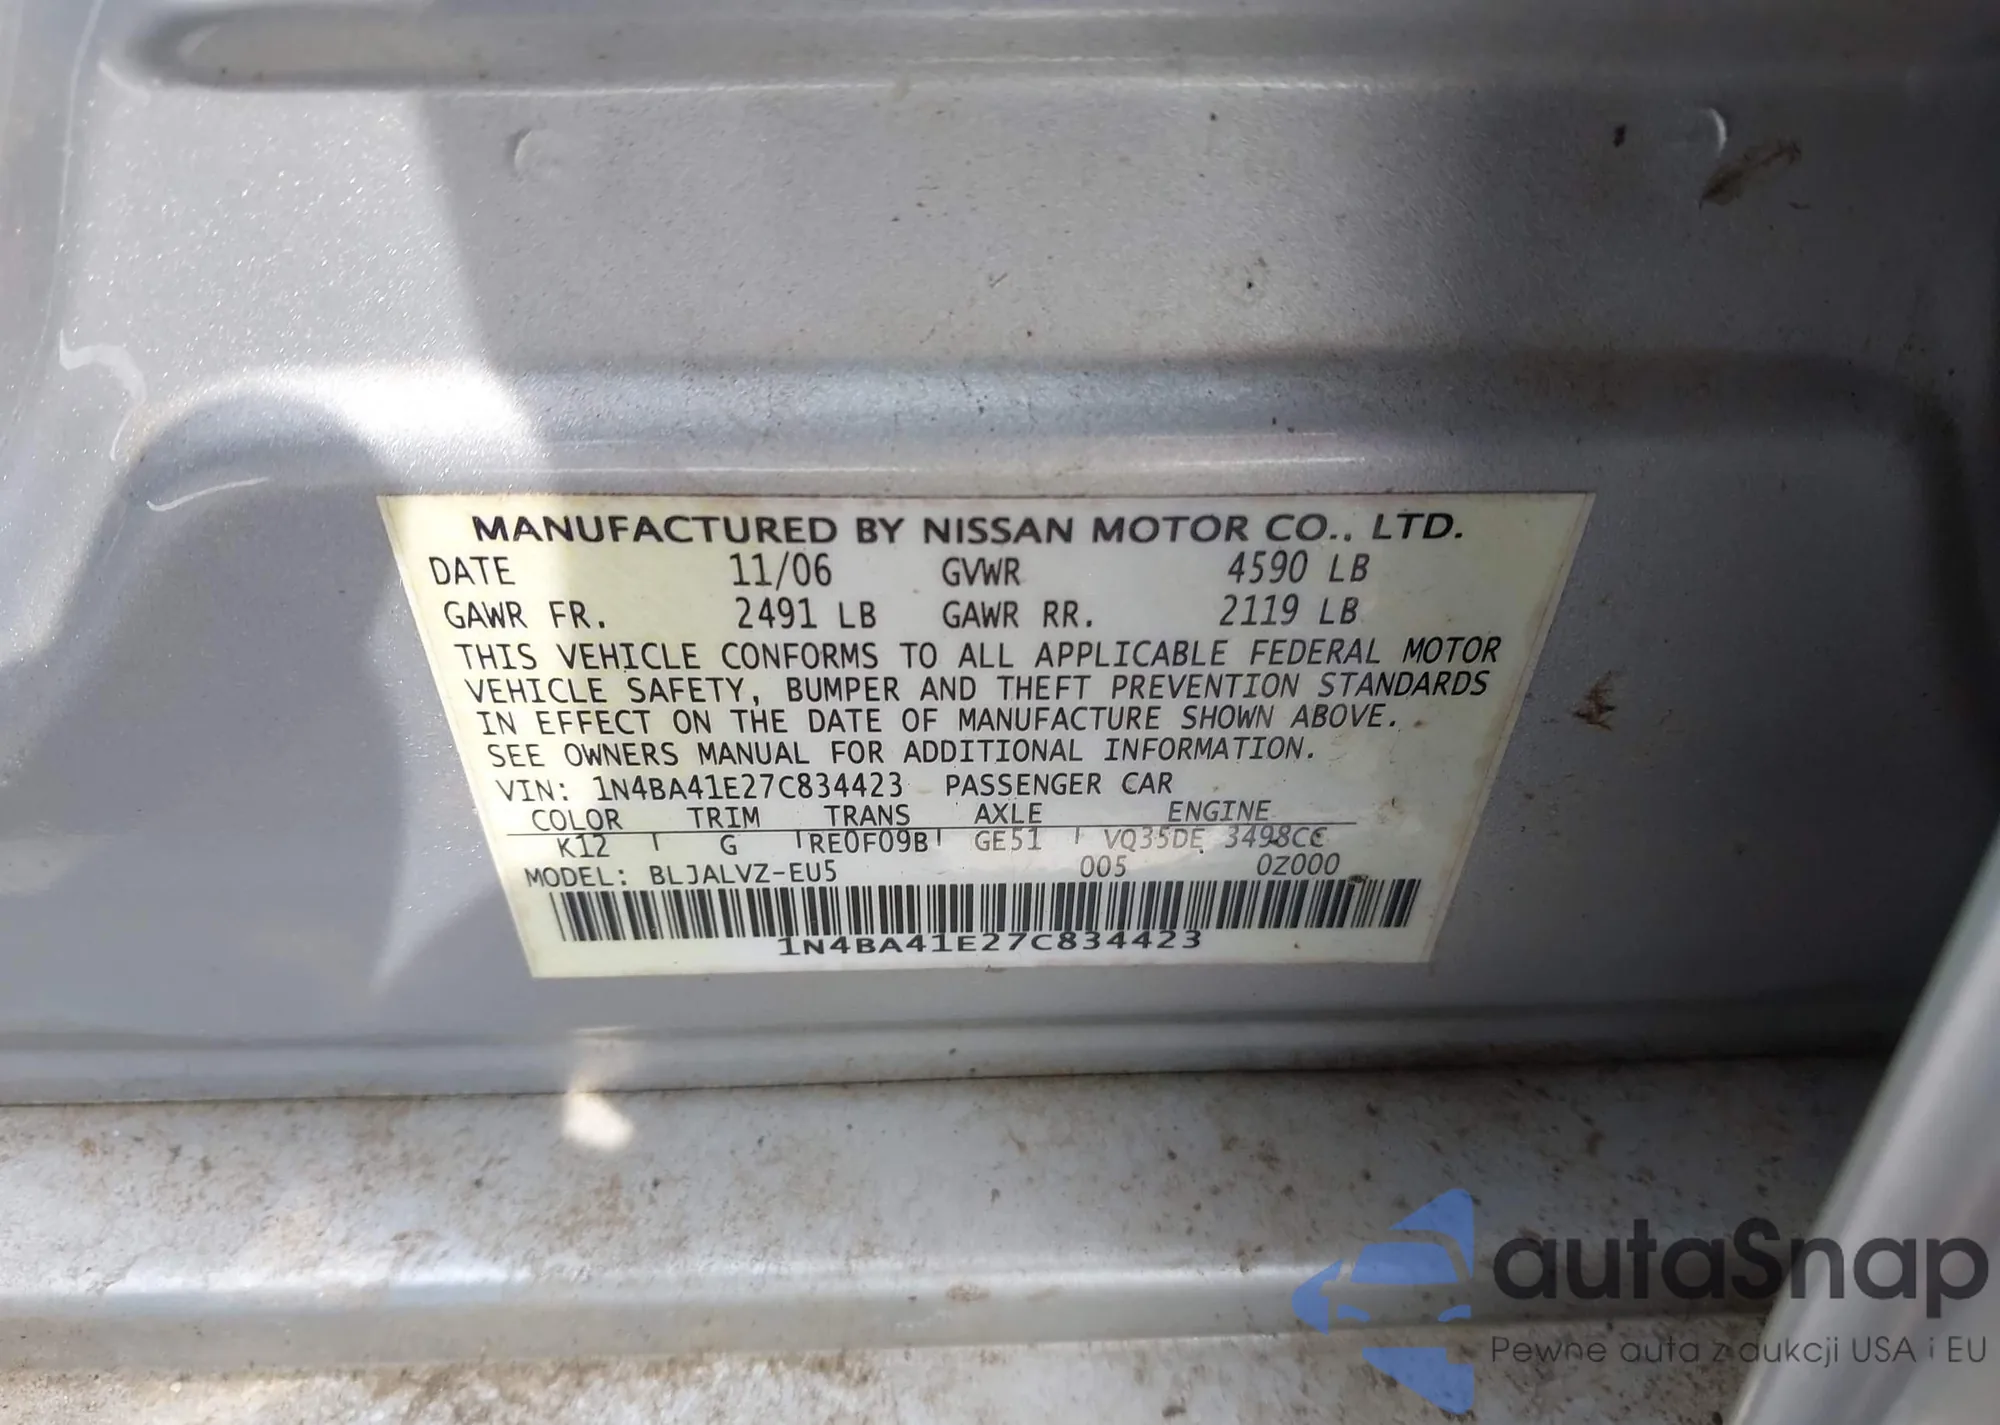 MANUFACTURED BY NISSAN MOTOR CO., LTD.
DATE 11/06 GVWR 4590 LB
GAWR FR. 2491 LB GAWR RR. 2119 LB
THIS VEHICLE CONFORMS TO ALL APPLICABLE FEDERAL MOTOR
VEHICLE SAFETY, BUMPER AND THEFT PREVENTION STANDARDS
IN EFFECT ON THE DATE OF MANUFACTURE SHOWN ABOVE.
SEE OWNERS MANUAL FOR ADDITIONAL INFORMATION.
VIN: 1N4BA41E27C834423 PASSENGER CAR
COLOR TRIM TRANS AXLE ENGINE
K12 G RE0F09B GE51 VQ35DE 3498CC
MODEL: BLJALVZ-EU5 005 0Z000
1N4BA41E27C834423
autaSnap
Pewne auta z aukcji USA i EU